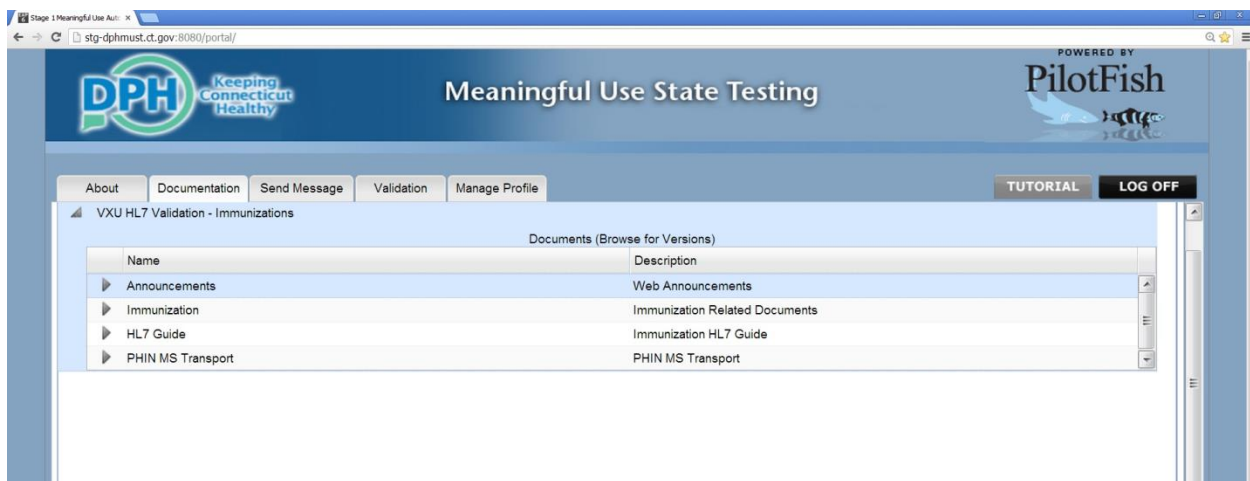 Stage 1 Meaningful Use Auto
stg-dphmust.ct.gov:8080/portal/
DPH
Keeping
Connecticut
Healthy
Meaningful Use State Testing
POWERED BY
PilotFish
About Documentation Send Message Validation Manage Profile TUTORIAL LOG OFF
VXU HL7 Validation - Immunizations
Documents (Browse for Versions)
Name Description
Announcements Web Announcements
Immunization Immunization Related Documents
HL7 Guide Immunization HL7 Guide
PHIN MS Transport PHIN MS Transport